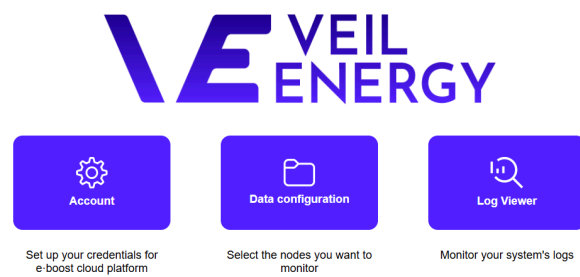 VEIL
ENERGY
Account
Data configuration
Log Viewer
Set up your credentials for
e-boost cloud platform
Select the nodes you want to
monitor
Monitor your system's logs